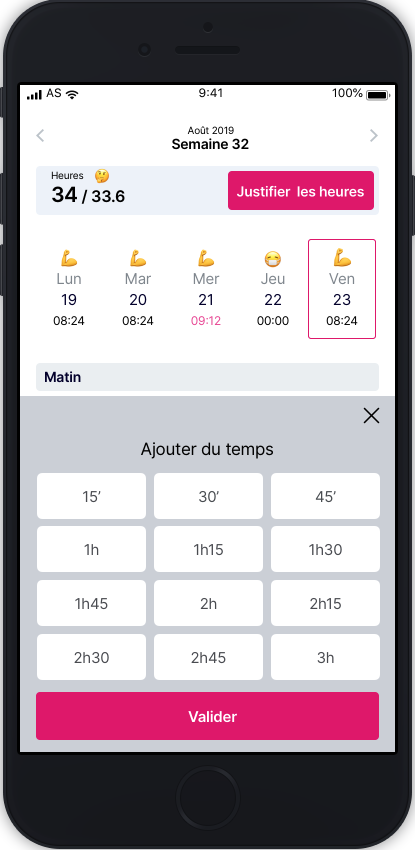 AS 9:41 100%
Août 2019
Semaine 32
Heures 🤔
34 / 33.6
Justifier les heures
💪 💪 💪 😷 💪
Lun Mar Mer Jeu Ven
19 20 21 22 23
08:24 08:24 09:12 00:00 08:24
Matin
Ajouter du temps
15’ 30’ 45’
1h 1h15 1h30
1h45 2h 2h15
2h30 2h45 3h
Valider